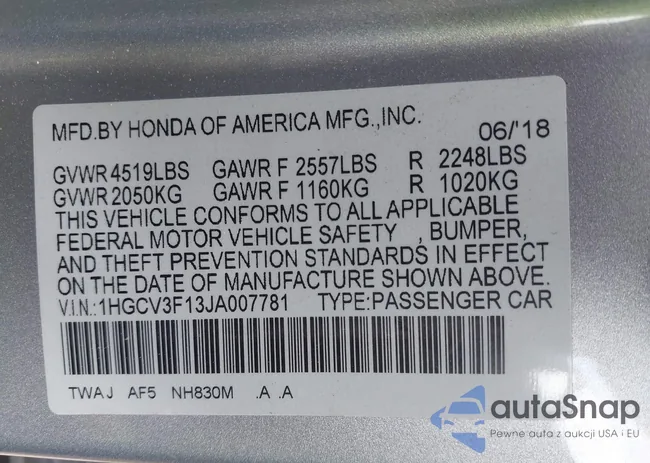 MFD.BY HONDA OF AMERICA MFG.,INC. 06/'18
GVWR 4519LBS GAWR F 2557LBS R 2248LBS
GVWR 2050KG GAWR F 1160KG R 1020KG
THIS VEHICLE CONFORMS TO ALL APPLICABLE
FEDERAL MOTOR VEHICLE SAFETY , BUMPER,
AND THEFT PREVENTION STANDARDS IN EFFECT
ON THE DATE OF MANUFACTURE SHOWN ABOVE.
V.I.N.:1HGCV3F13JA007781 TYPE:PASSENGER CAR
TWAJ AF5 NH830M .A .A
autoSnap
Pewne auta z aukcji USA i EU